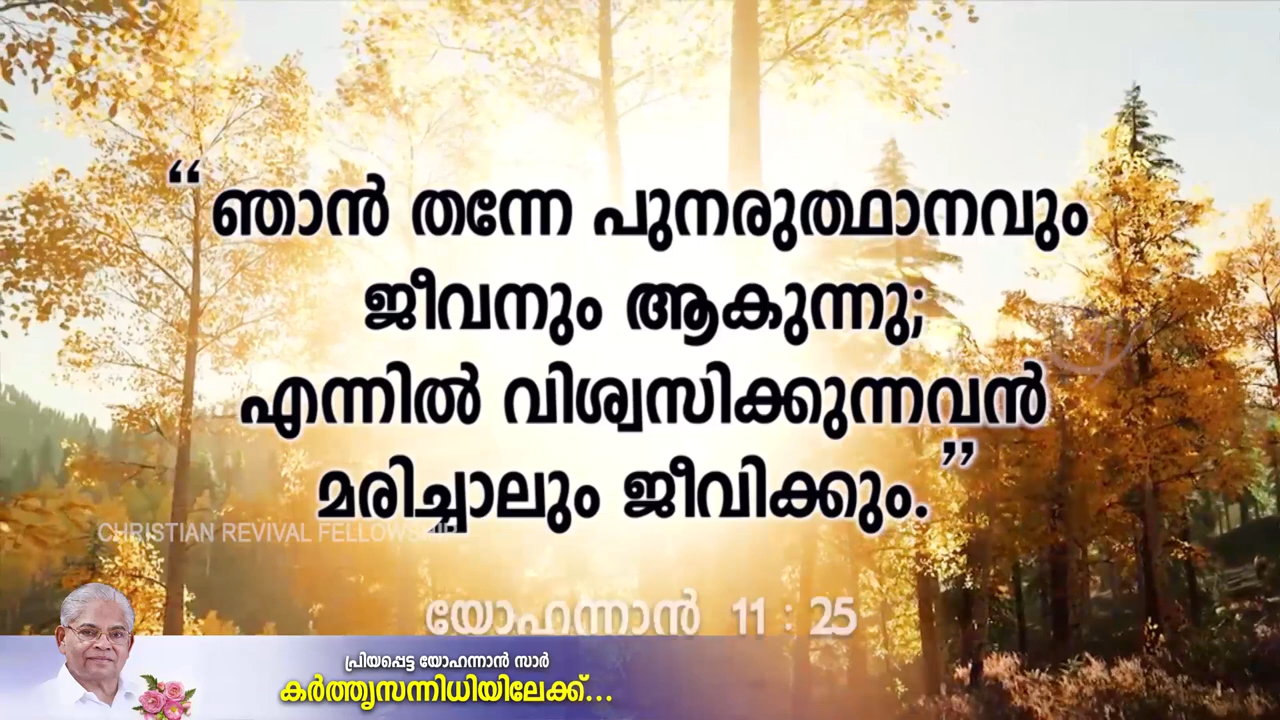 “ ഞാൻ തന്നേ പുനരുത്ഥാനവും
ജീവനും ആകുന്നു;
എന്നിൽ വിശ്വസിക്കുന്നവൻ
മരിച്ചാലും ജീവിക്കും.”
CHRISTIAN REVIVAL FELLOWSHIP
യോഹന്നാൻ 11 : 25
പ്രിയപ്പെട്ട യോഹന്നാൻ സാർ
കർത്തൃസന്നിധിയിലേക്ക്...